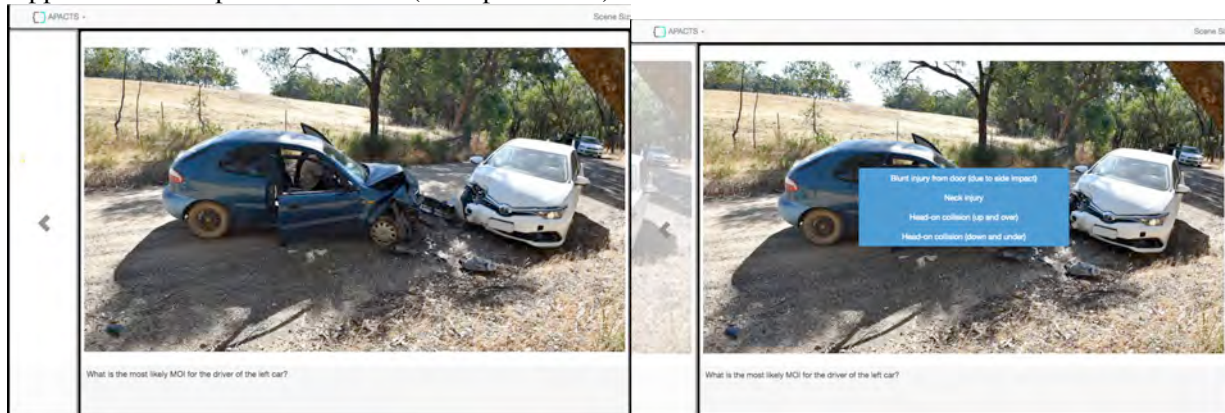 APACTS
Scene Si
What is the most likely MOI for the driver of the left car?
APACTS
Scene Si
Blunt injury from door (due to side impact)
Neck injury
Head-on collision (up and over)
Head-on collision (down and under)
What is the most likely MOI for the driver of the left car?